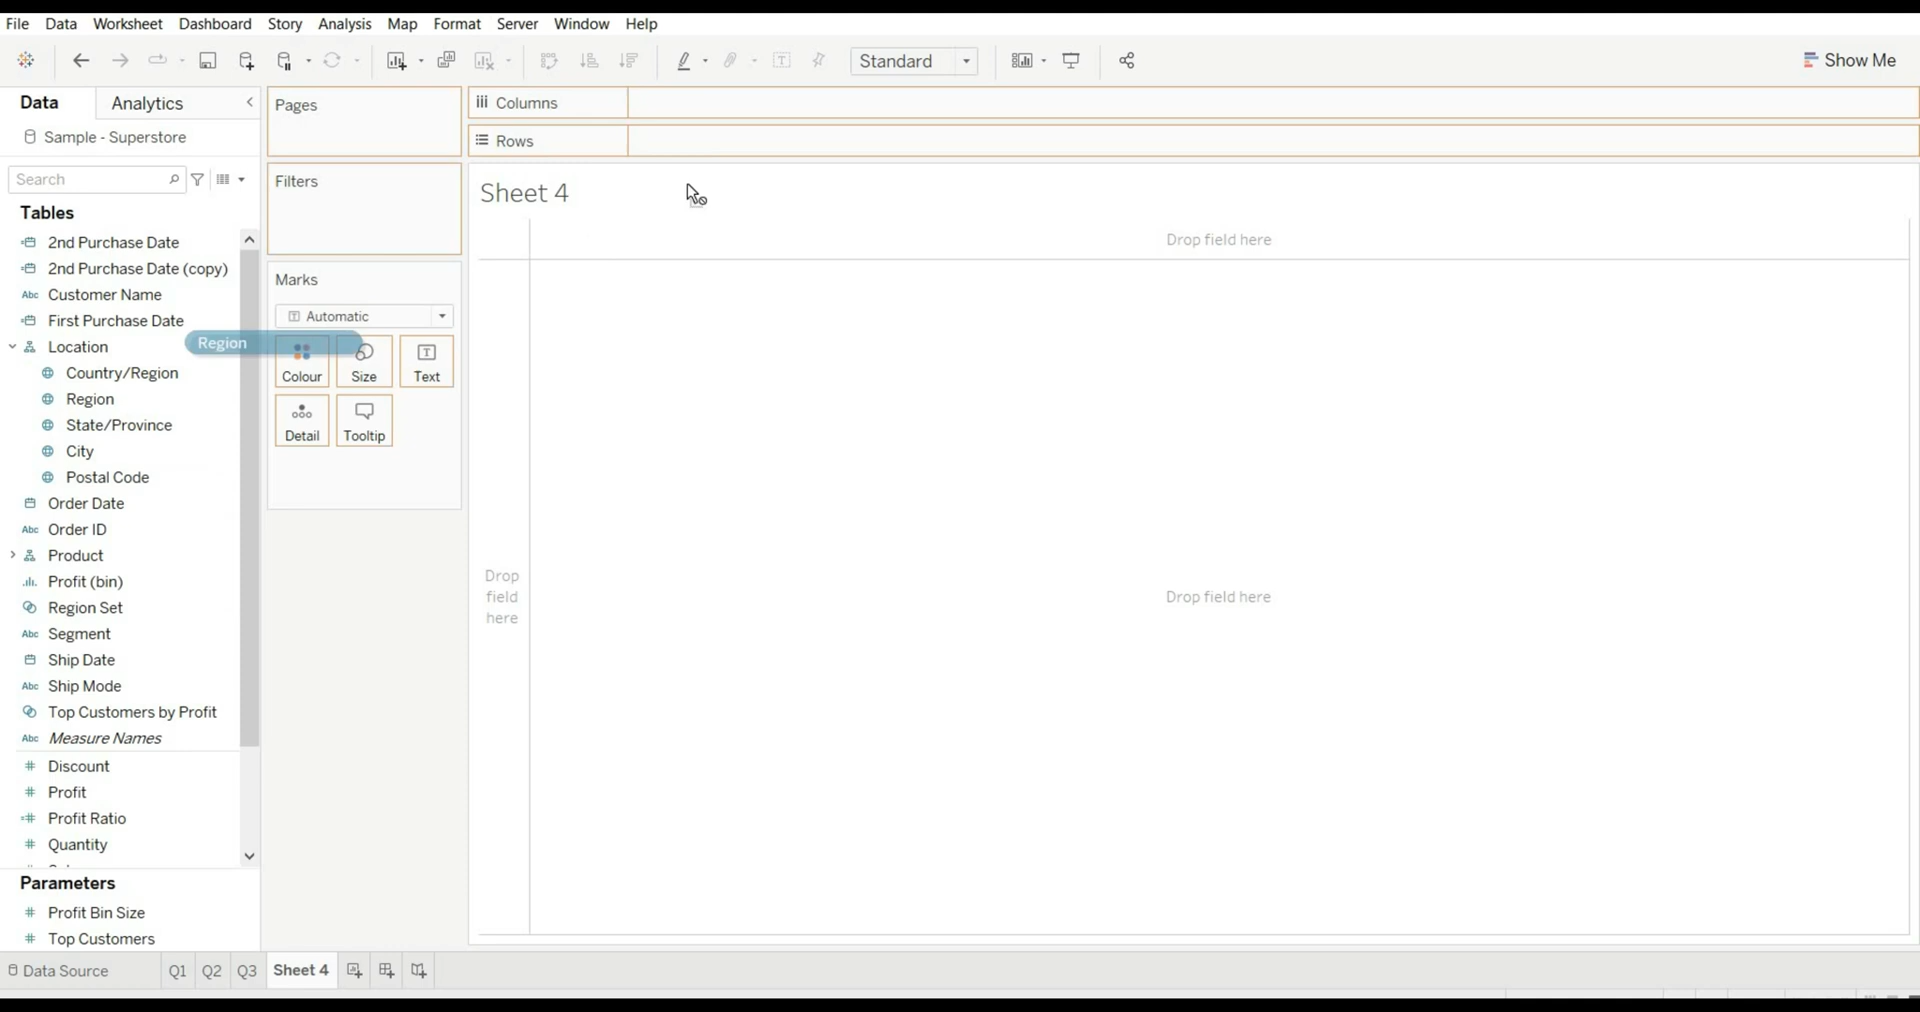 File Data Worksheet Dashboard Story Analysis Map Format Server Window Help
Standard
Show Me
Data Analytics
Sample - Superstore
Search
Tables
2nd Purchase Date
2nd Purchase Date (copy)
Abc Customer Name
First Purchase Date
Location
Region
Country/Region
Region
State/Province
City
Postal Code
Order Date
Abc Order ID
Product
Profit (bin)
Region Set
Abc Segment
Ship Date
Abc Ship Mode
Top Customers by Profit
Abc Measure Names
# Discount
# Profit
=# Profit Ratio
# Quantity
Parameters
# Profit Bin Size
# Top Customers
Pages
Filters
Marks
Automatic
Colour Size Text
Detail Tooltip
Columns
Rows
Sheet 4
Drop field here
Drop
field
here
Drop field here
Data Source Q1 Q2 Q3 Sheet 4